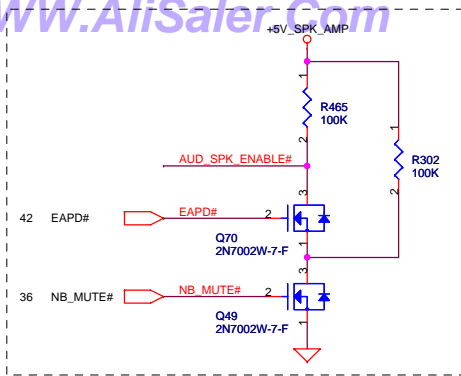 WWW.AliSaler.Com
+5V_SPK_AMP
1
R465
100K
2
1
R302
100K
2
AUD_SPK_ENABLE#
3
42 EAPD#
EAPD#
2
Q70
2N7002W-7-F
1
3
36 NB_MUTE#
NB_MUTE#
2
Q49
2N7002W-7-F
1